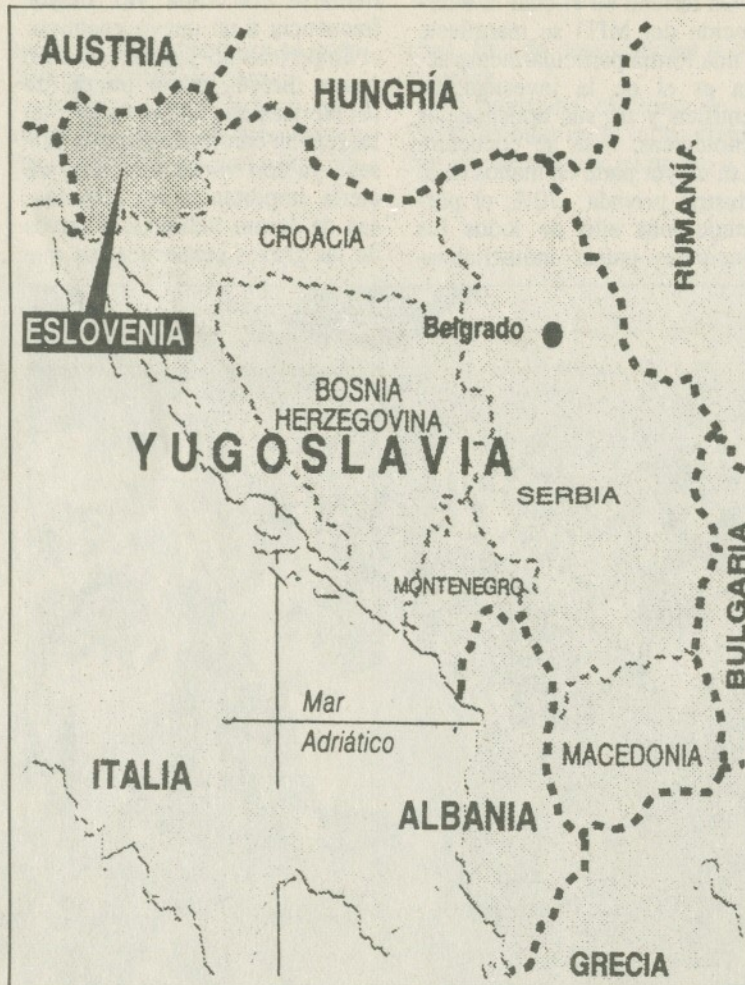 AUSTRIA
HUNGRÍA
RUMANÍA
CROACIA
ESLOVENIA
Belgrado
BOSNIA
HERZEGOVINA
YUGOSLAVIA
SERBIA
MONTENEGRO
BULGARIA
Mar
Adriático
MACEDONIA
ITALIA
ALBANIA
GRECIA